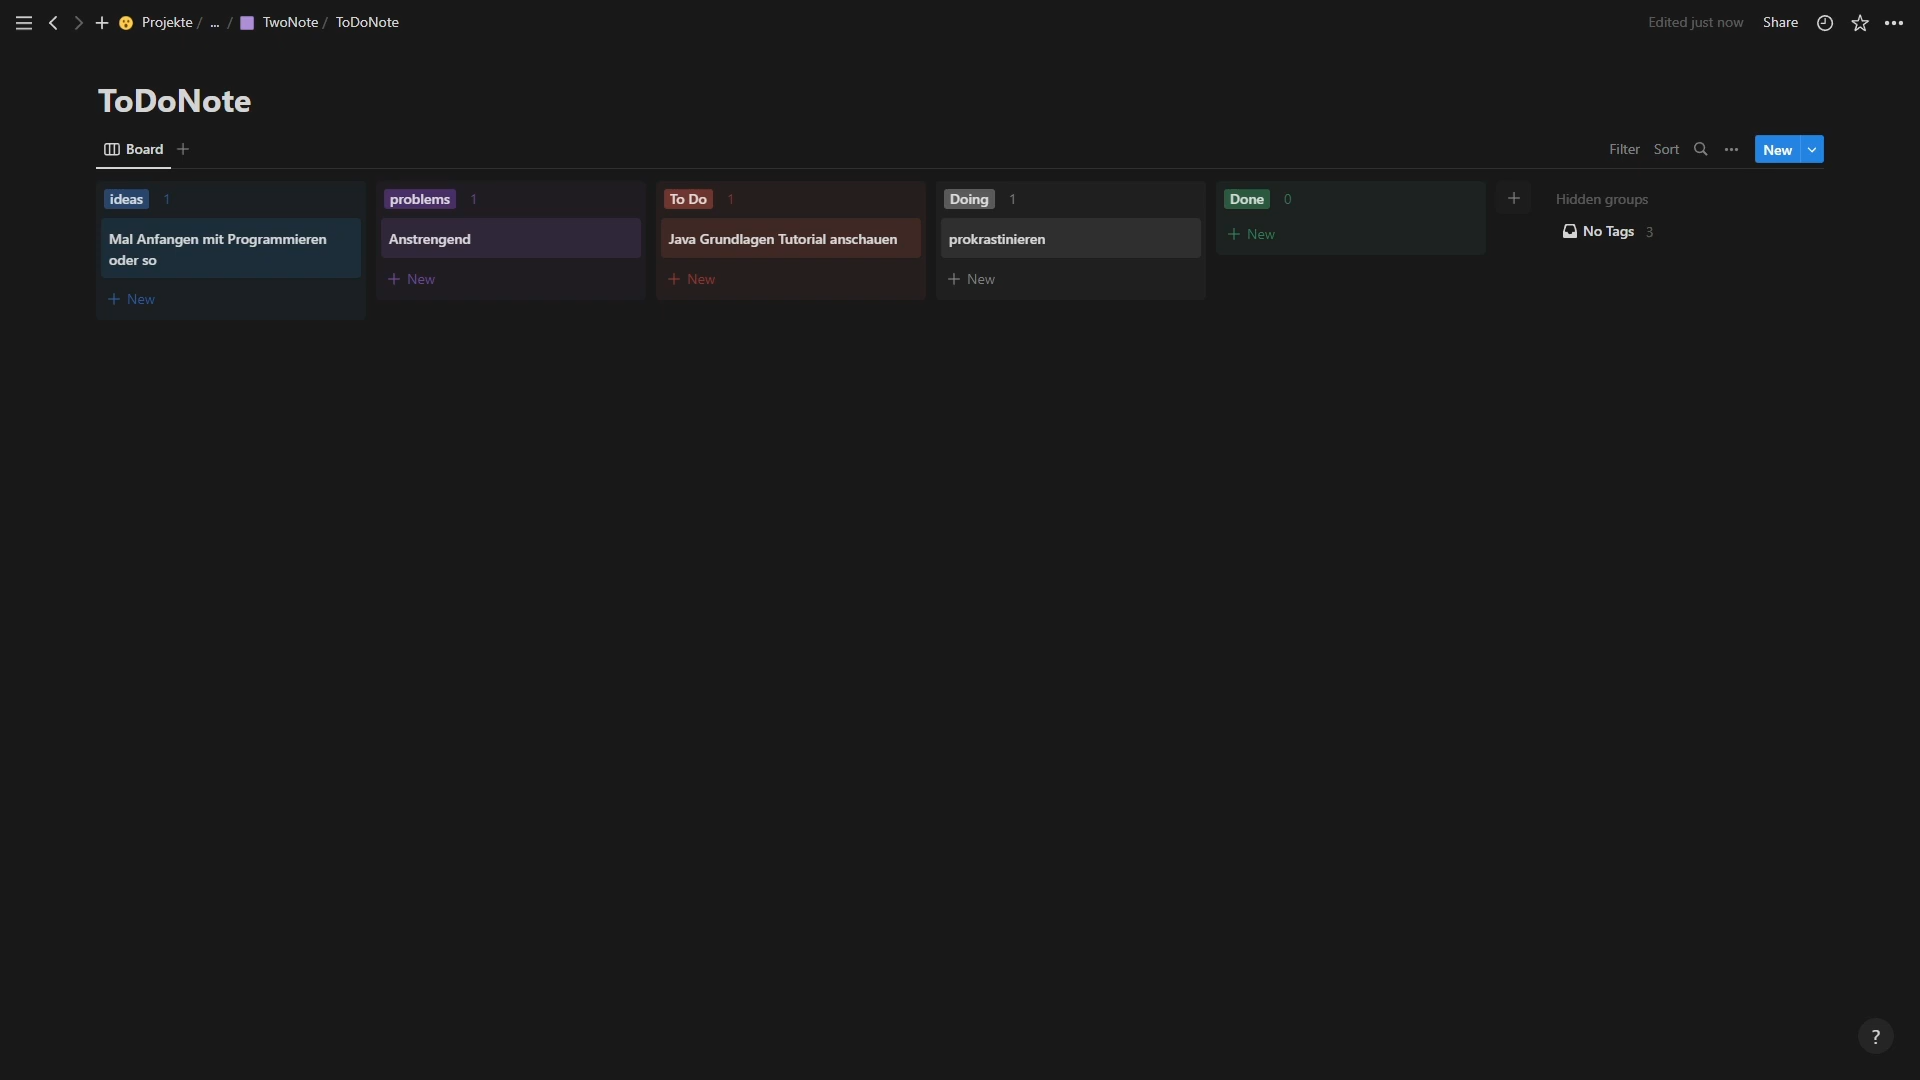 Projekte / ... / TwoNote / ToDoNote
Edited just now Share
ToDoNote
Board
Filter Sort New
ideas 1
Mal Anfangen mit Programmieren
oder so
+ New
problems 1
Anstrengend
+ New
To Do 1
Java Grundlagen Tutorial anschauen
+ New
Doing 1
prokrastinieren
+ New
Done 0
+ New
Hidden groups
No Tags 3
?